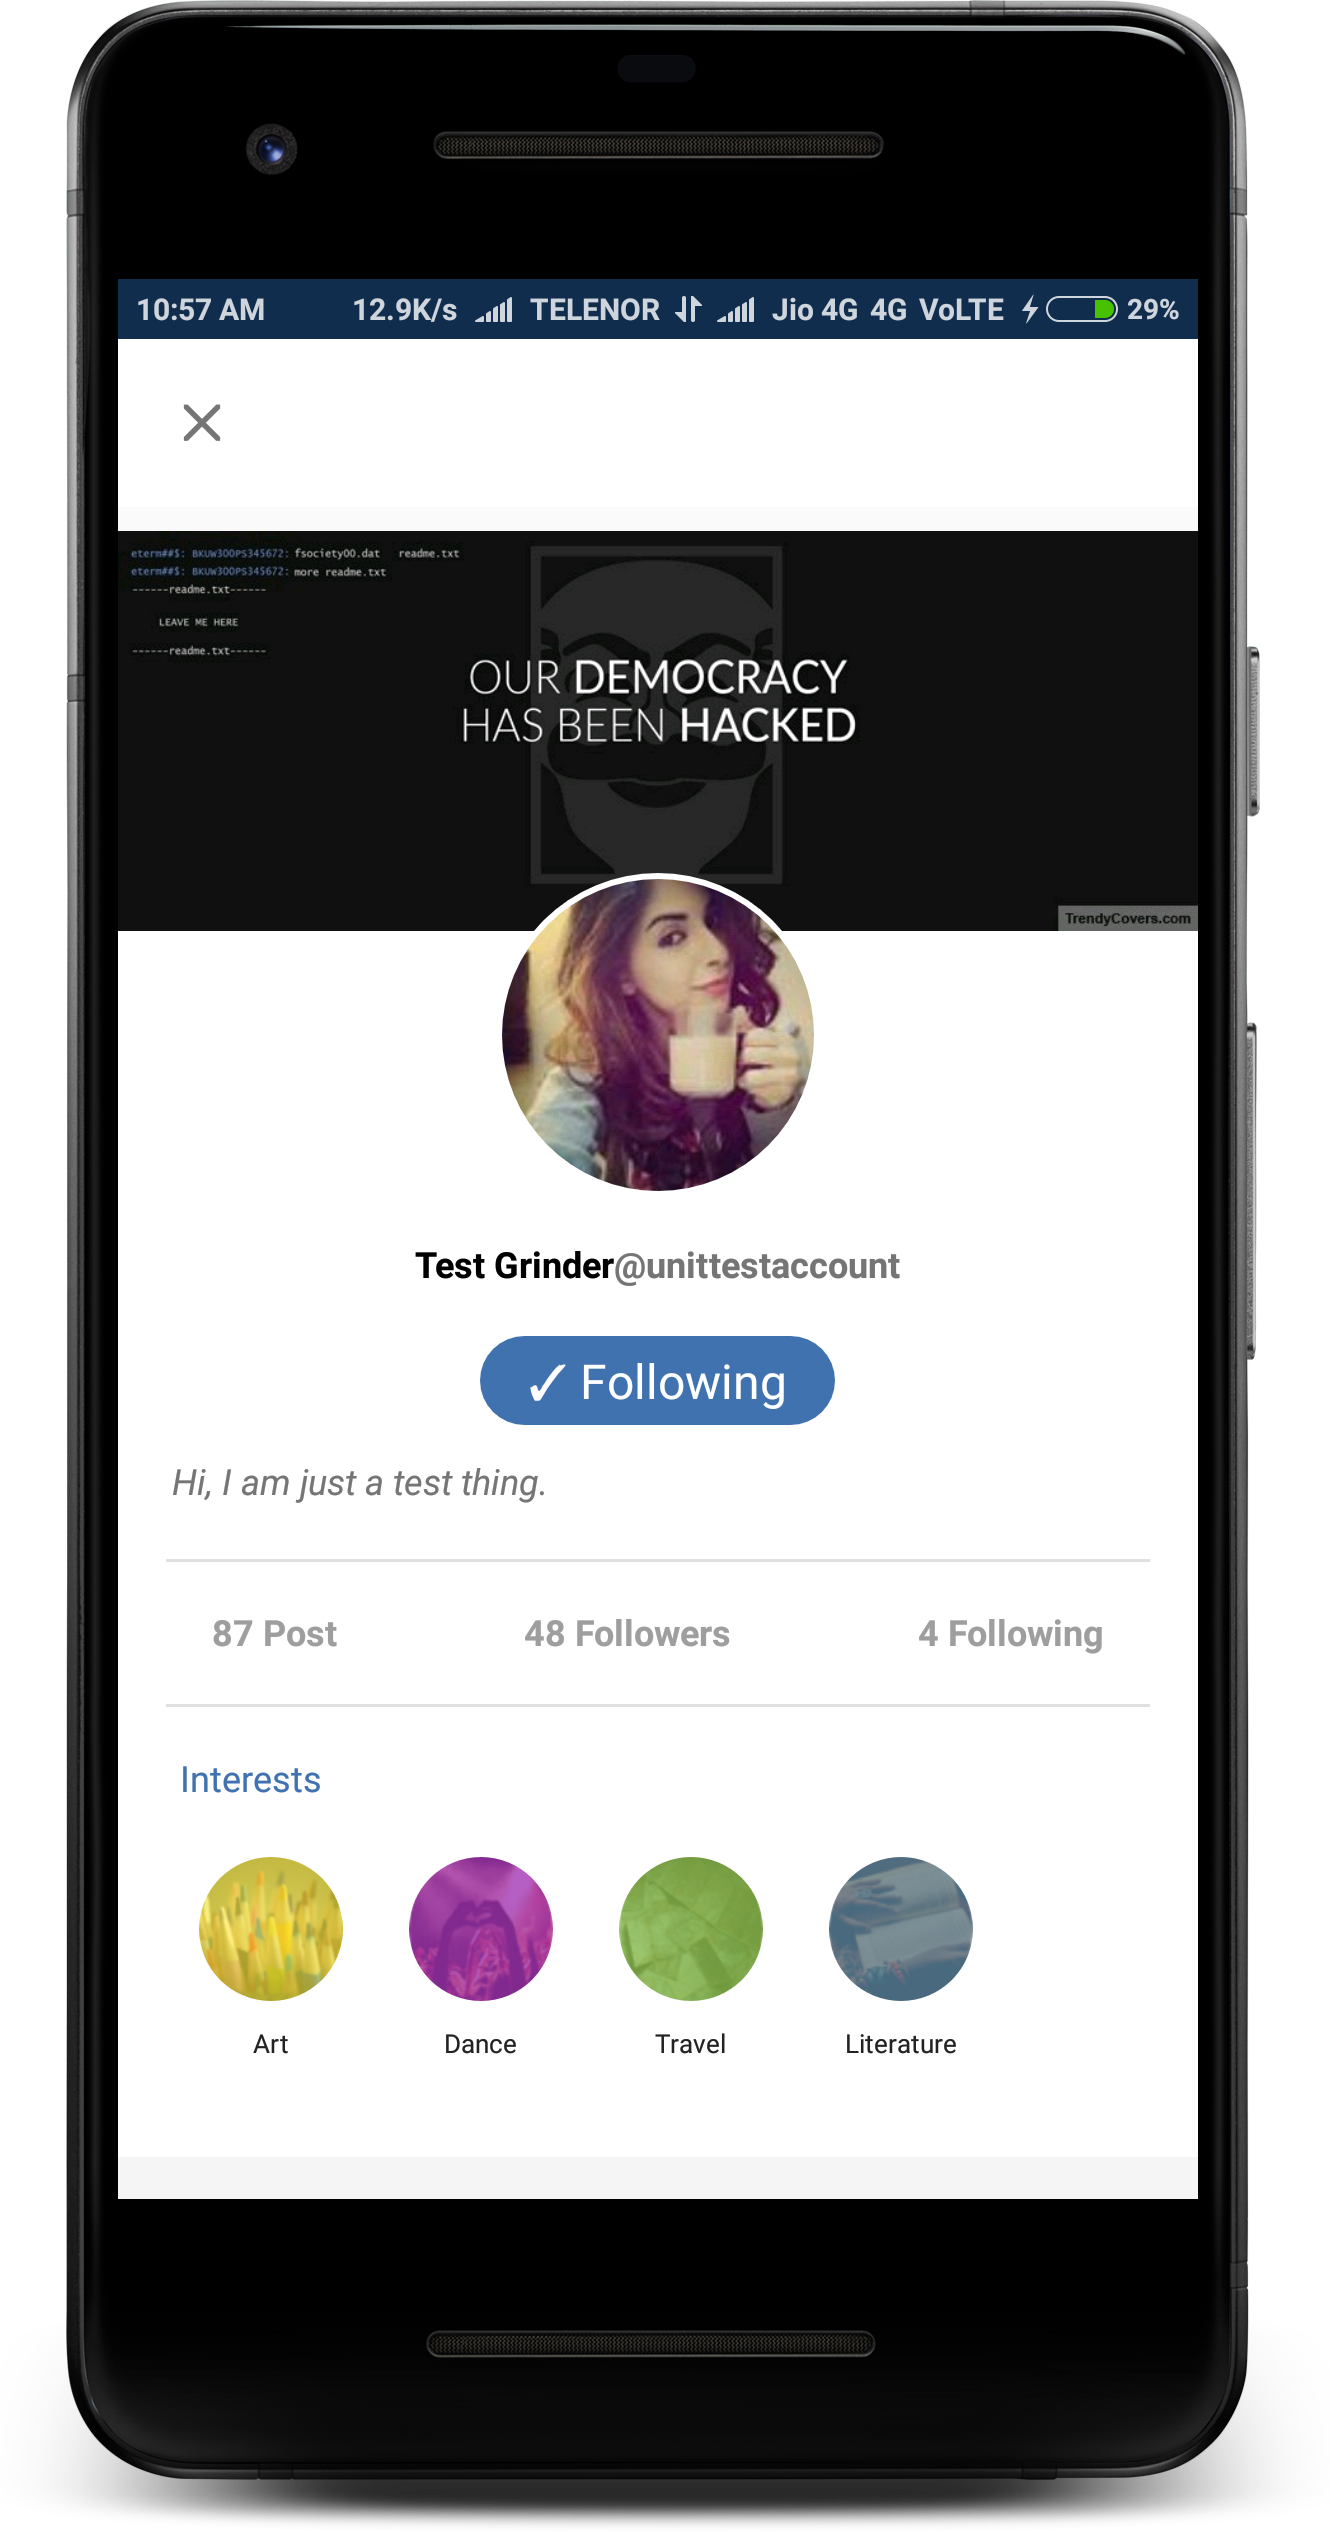 10:57 AM 12.9K/s TELENOR Jio 4G 4G VoLTE 29%
eterm##$: BKUW300PS345672: fsociety00.dat readme.txt
eterm##$: BKUW300PS345672: more readme.txt
------readme.txt------
LEAVE ME HERE
------readme.txt------
OUR DEMOCRACY
HAS BEEN HACKED
TrendyCovers.com
Test Grinder@unittestaccount
✓ Following
Hi, I am just a test thing.
87 Post 48 Followers 4 Following
Interests
Art Dance Travel Literature